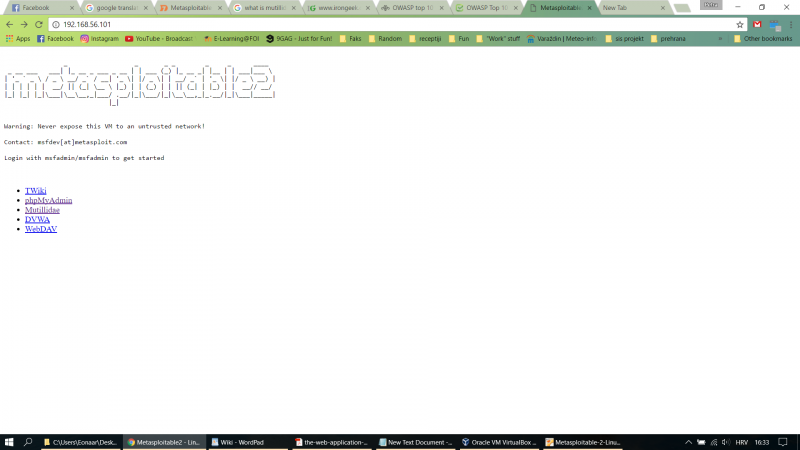 Facebook
google transla
Metasploitable
what is mutillid
www.irongeek
OWASP top 10
OWASP Top 10
Metasploitable
New Tab
Petra
192.168.56.101
Apps
Facebook
Instagram
YouTube - Broadcast
E-Learning@FOI
9GAG - Just for Fun!
Faks
Random
receptiji
Fun
"Work" stuff
Varaždin | Meteo-info
sis projekt
prehrana
»
Other bookmarks
metasploitable2
Warning: Never expose this VM to an untrusted network!
Contact: msfdev[at]metasploit.com
Login with msfadmin/msfadmin to get started
TWiki
phpMyAdmin
Mutillidae
DVWA
WebDAV
C:\Users\Eonaar\Desk...
Metasploitable2 - Lin...
Wiki - WordPad
the-web-application-...
New Text Document -...
Oracle VM VirtualBox ...
Metasploitable-2-Linu...
HRV
16:33